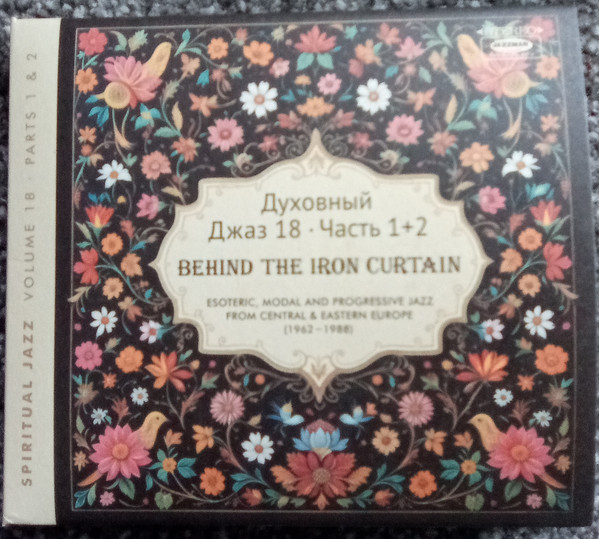 SPIRITUAL JAZZ VOLUME 18 · PARTS 1 & 2
JAZZMAN
Духовный
Джаз 18 · Часть 1+2
BEHIND THE IRON CURTAIN
ESOTERIC, MODAL AND PROGRESSIVE JAZZ
FROM CENTRAL & EASTERN EUROPE
(1962–1988)